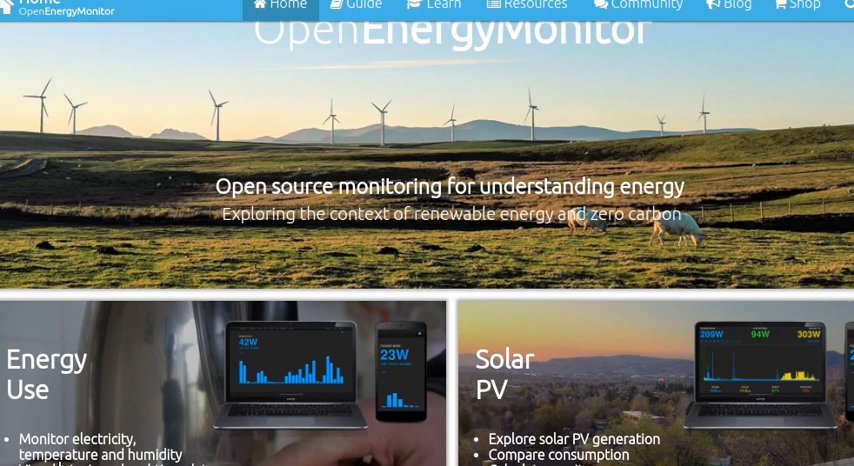 Home
OpenEnergyMonitor
Home Guide Learn Resources Community Blog Shop
OpenEnergyMonitor
Open source monitoring for understanding energy
Exploring the context of renewable energy and zero carbon
Energy
Use
42W
23W
• Monitor electricity,
temperature and humidity
Solar
PV
209W 94W 303W
• Explore solar PV generation
• Compare consumption